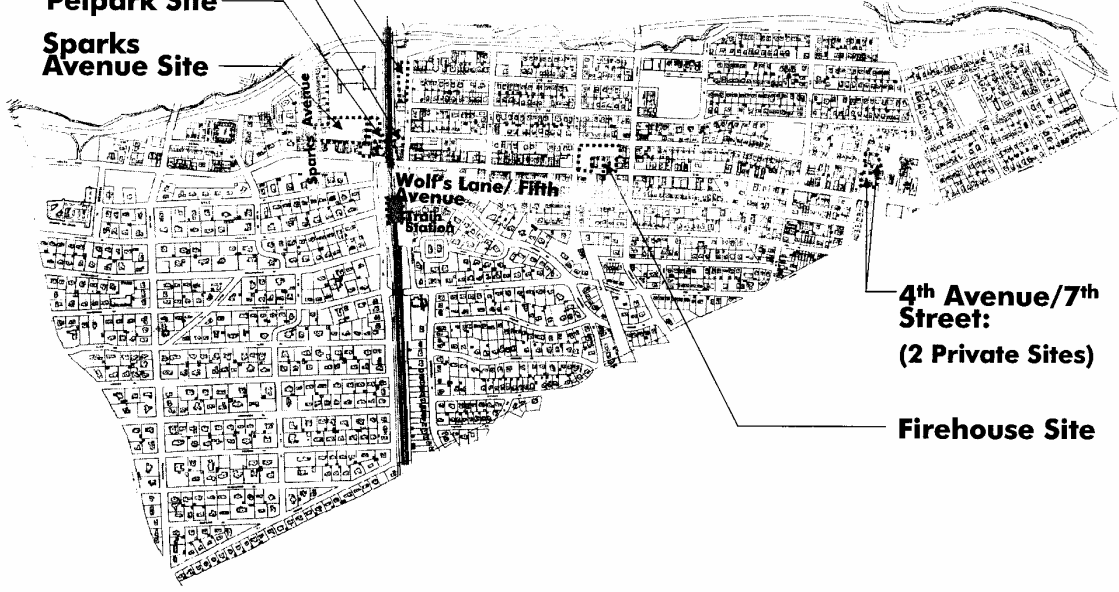 Pelpark Site
Sparks
Avenue Site
Sparks Avenue
Wolf's Lane/ Fifth
Avenue
Train
Station
4th Avenue/7th
Street:
(2 Private Sites)
Firehouse Site